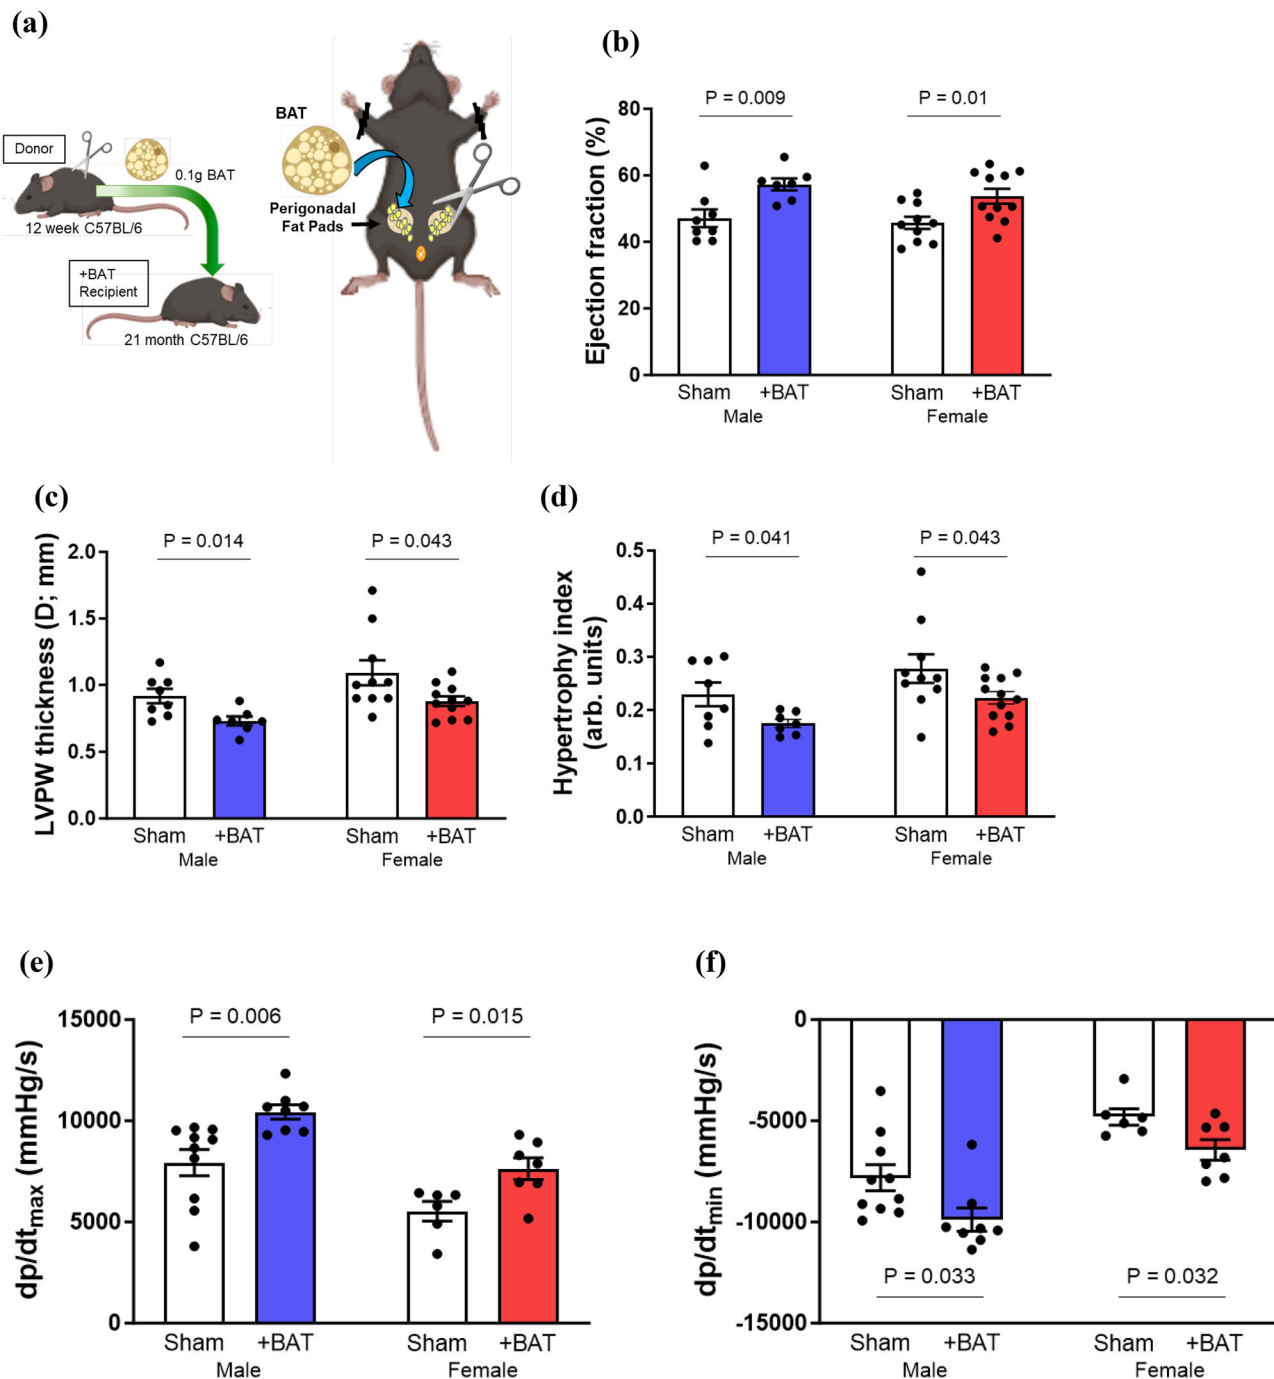 (a)
Donor
0.1g BAT
12 week C57BL/6
+BAT
Recipient
21 month C57BL/6
BAT
Perigonadal
Fat Pads
x
(b)
P = 0.009
P = 0.01
Ejection fraction (%)
80
60
40
20
0
Sham
+BAT
Sham
+BAT
Male
Female
(c)
P = 0.014
P = 0.043
LVPW thickness (D; mm)
2.0
1.5
1.0
0.5
0.0
Sham
+BAT
Sham
+BAT
Male
Female
(d)
P = 0.041
P = 0.043
Hypertrophy index
(arb. units)
0.5
0.4
0.3
0.2
0.1
0.0
Sham
+BAT
Sham
+BAT
Male
Female
(e)
P = 0.006
P = 0.015
dp/dtmax (mmHg/s)
15000
10000
5000
0
Sham
+BAT
Sham
+BAT
Male
Female
(f)
dp/dtmin (mmHg/s)
0
-5000
-10000
-15000
P = 0.033
P = 0.032
Sham
+BAT
Sham
+BAT
Male
Female